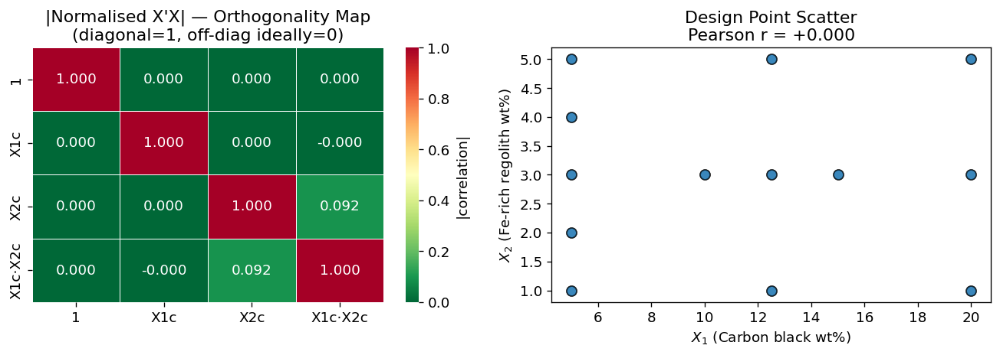 |Normalised X'X| — Orthogonality Map
(diagonal=1, off-diag ideally=0)
1 1.000 0.000 0.000 0.000
X1c 0.000 1.000 0.000 -0.000
X2c 0.000 0.000 1.000 0.092
X1c·X2c 0.000 -0.000 0.092 1.000
1 X1c X2c X1c·X2c
1.0
0.8
0.6
0.4
0.2
0.0
|correlation|
Design Point Scatter
Pearson r = +0.000
5.0
4.5
4.0
3.5
3.0
2.5
2.0
1.5
1.0
X₂ (Fe-rich regolith wt%)
6 8 10 12 14 16 18 20
X₁ (Carbon black wt%)